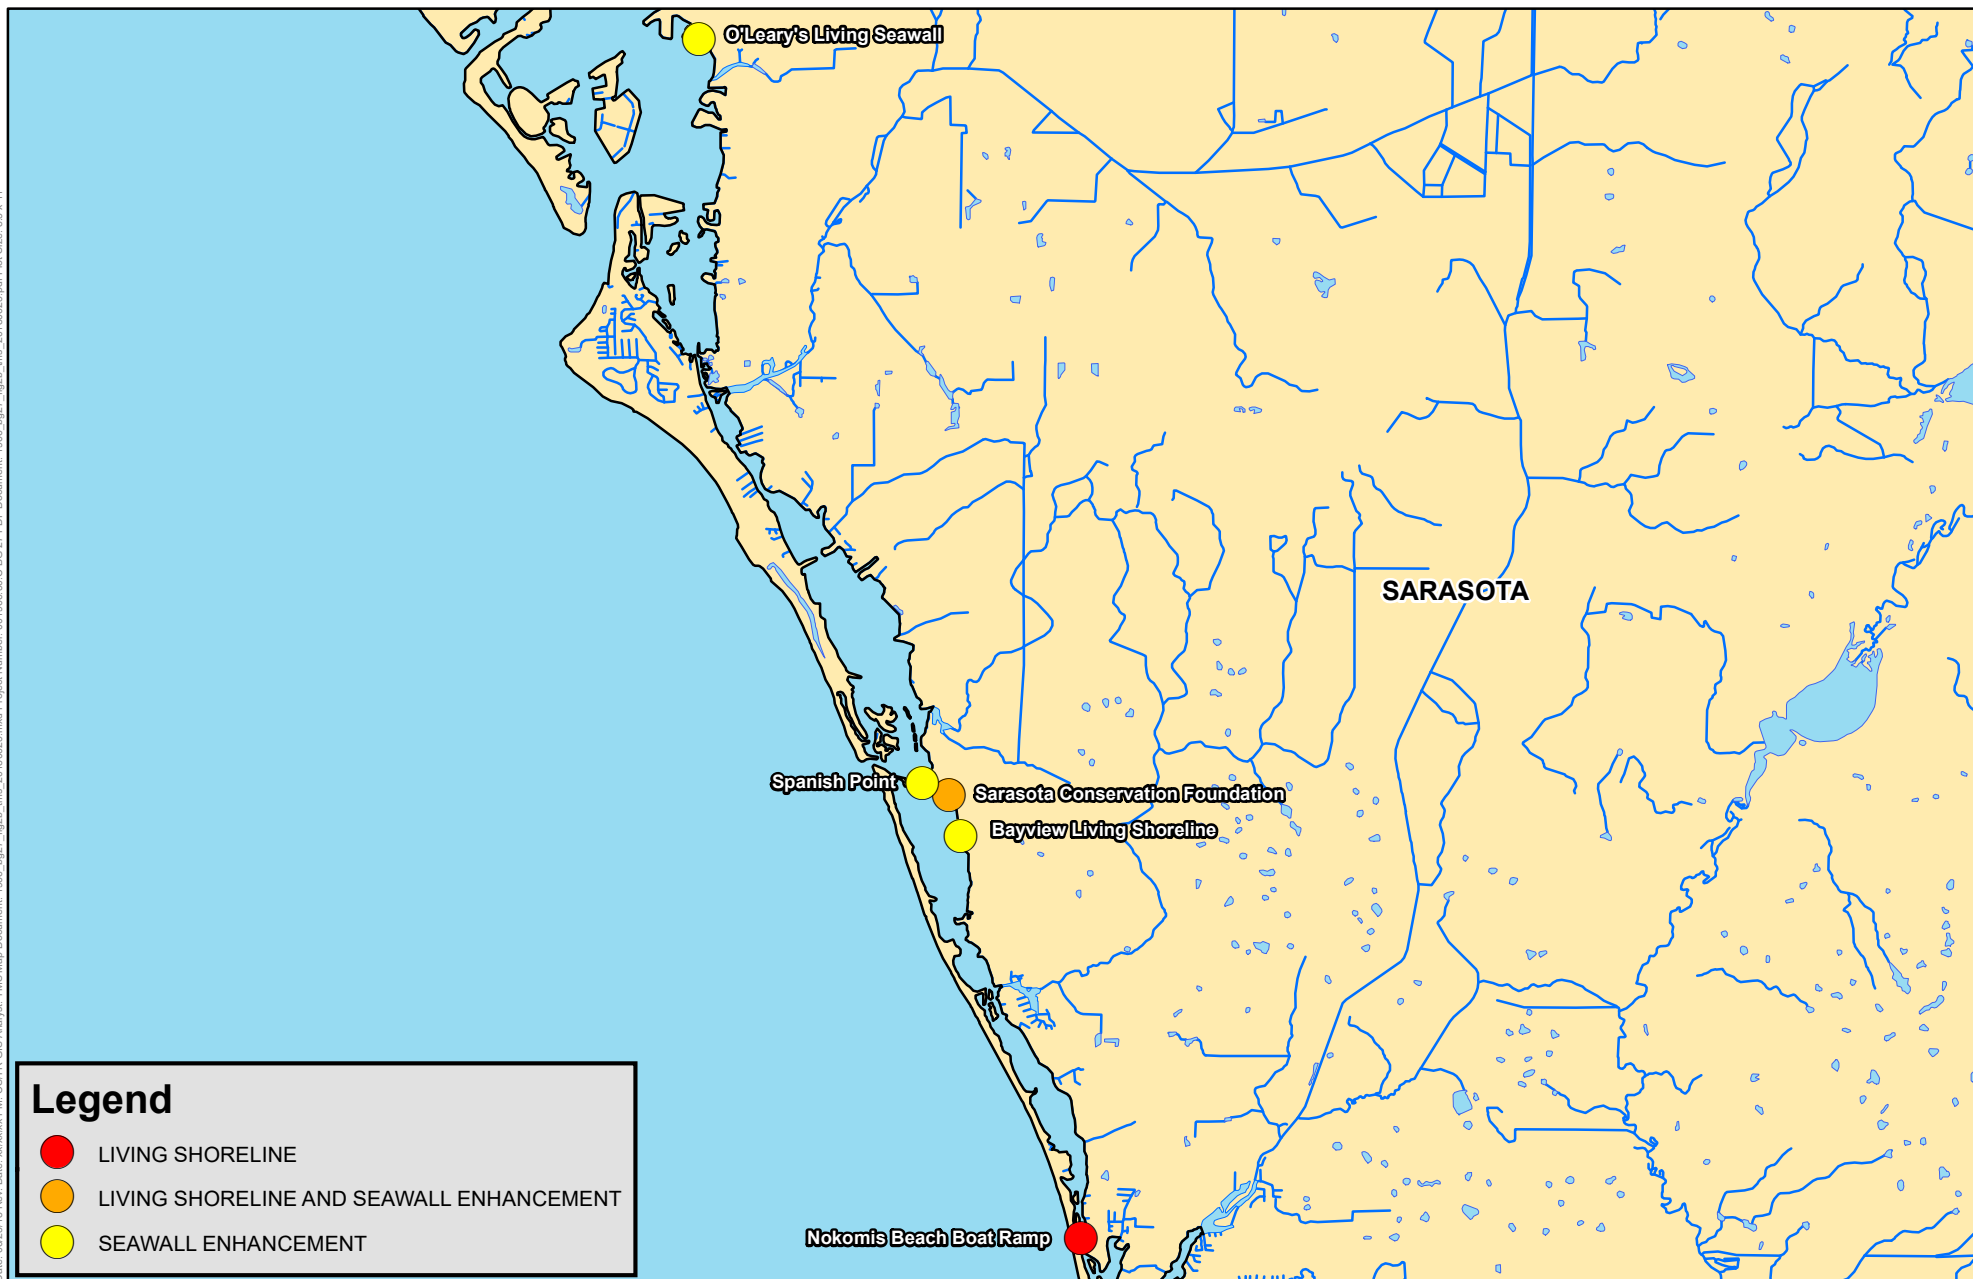 O'Leary's Living Seawall
SARASOTA
Spanish Point
Sarasota Conservation Foundation
Bayview Living Shoreline
Nokomis Beach Boat Ramp
Legend
LIVING SHORELINE
LIVING SHORELINE AND SEAWALL ENHANCEMENT
SEAWALL ENHANCEMENT